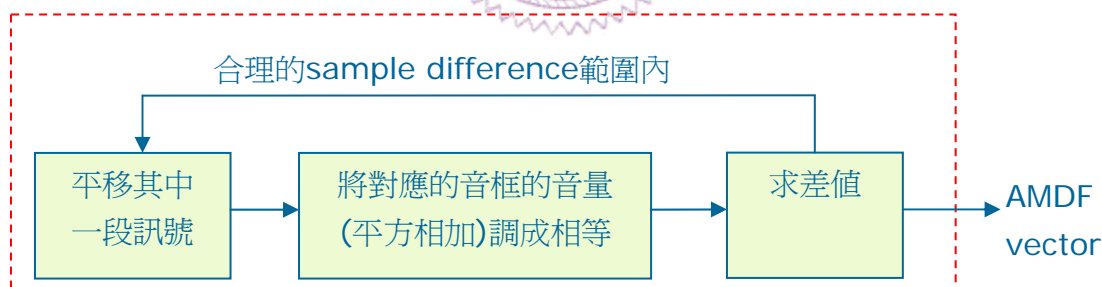 合理的sample difference範圍內
平移其中
一段訊號
將對應的音框的音量
(平方相加)調成相等
求差值
AMDF
vector